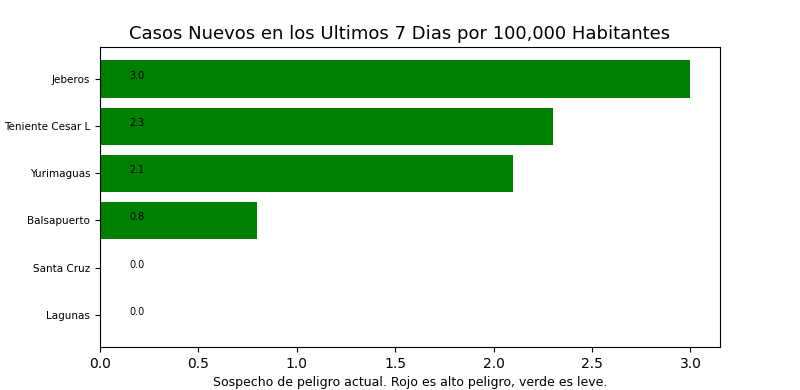 Casos Nuevos en los Ultimos 7 Dias por 100,000 Habitantes
Jeberos 3.0
Teniente Cesar L 2.3
Yurimaguas 2.1
Balsapuerto 0.8
Santa Cruz 0.0
Lagunas 0.0
0.0 0.5 1.0 1.5 2.0 2.5 3.0
Sospecho de peligro actual. Rojo es alto peligro, verde es leve.